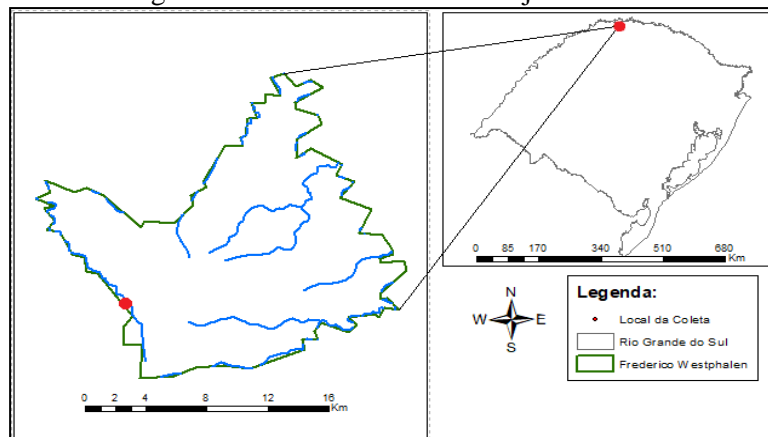 0 2 4 8 12 16
Km
0 85 170 340 510 680
Km
N
W E
S
Legenda:
Local da Coleta
Rio Grande do Sul
Frederico Westphalen